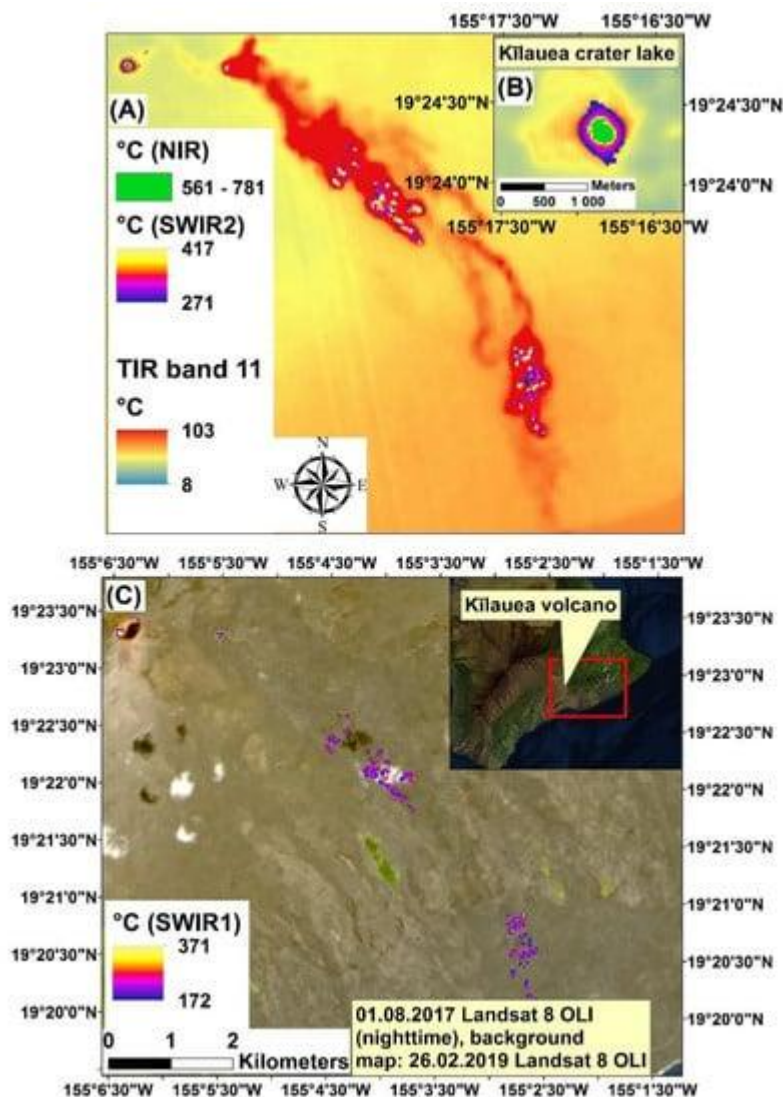 155°17'30"W 155°16'30"W
Kīlauea crater lake
(B)
19°24'30"N
19°24'30"N
(A)
°C (NIR)
561 - 781
19°24'0"N
19°24'0"N
Meters
0 500 1 000
°C (SWIR2)
417
271
155°17'30"W 155°16'30"W
TIR band 11
°C
103
8
N
W E
S
155°6'30"W 155°5'30"W 155°4'30"W 155°3'30"W 155°2'30"W 155°1'30"W
(C)
Kīlauea volcano
19°23'30"N
19°23'30"N
19°23'0"N
19°23'0"N
19°22'30"N
19°22'30"N
19°22'0"N
19°22'0"N
19°21'30"N
19°21'30"N
19°21'0"N
19°21'0"N
°C (SWIR1)
371
172
19°20'30"N
19°20'30"N
19°20'0"N
19°20'0"N
01.08.2017 Landsat 8 OLI
(nighttime), background
map: 26.02.2019 Landsat 8 OLI
0 1 2
Kilometers
155°6'30"W 155°5'30"W 155°4'30"W 155°3'30"W 155°2'30"W 155°1'30"W